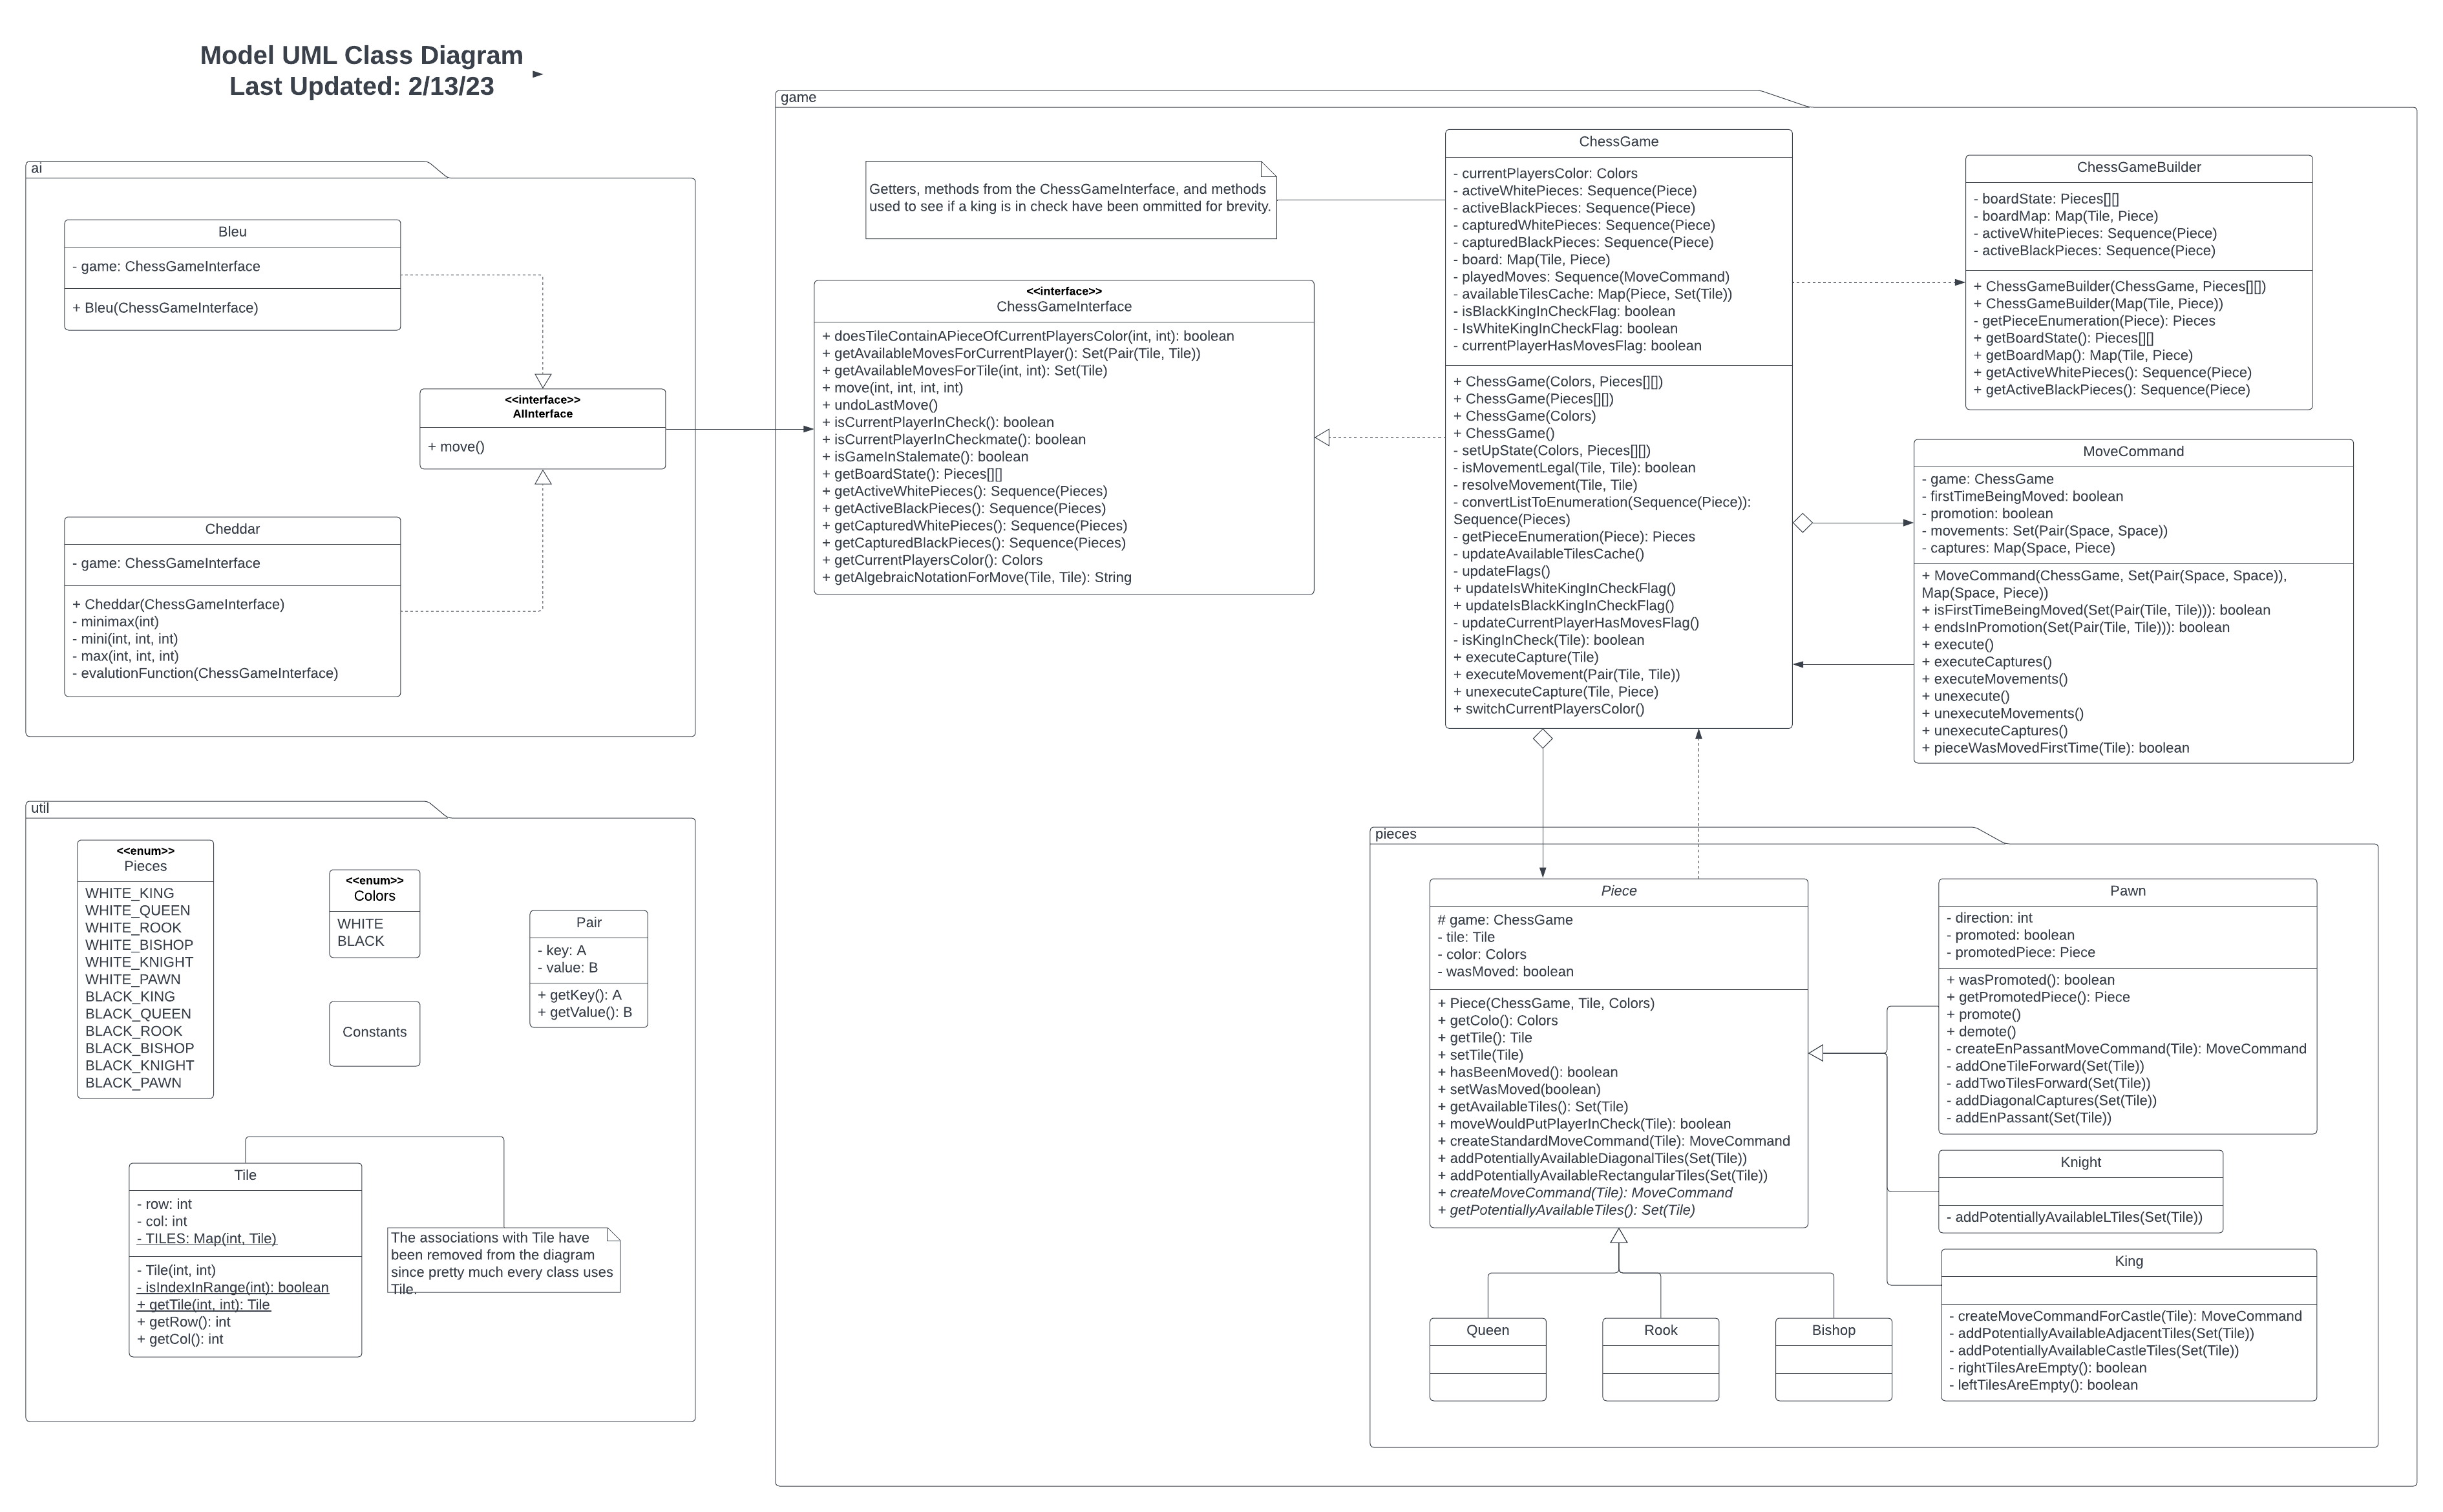 Model UML Class Diagram
Last Updated: 2/13/23
ai
Bleu
- game: ChessGameInterface
+ Bleu(ChessGameInterface)
<<interface>>
AIInterface
+ move()
Cheddar
- game: ChessGameInterface
+ Cheddar(ChessGameInterface)
- minimax(int)
- mini(int, int, int)
- max(int, int, int)
- evalutionFunction(ChessGameInterface)
util
<<enum>>
Pieces
WHITE_KING
WHITE_QUEEN
WHITE_ROOK
WHITE_BISHOP
WHITE_KNIGHT
WHITE_PAWN
BLACK_KING
BLACK_QUEEN
BLACK_ROOK
BLACK_BISHOP
BLACK_KNIGHT
BLACK_PAWN
<<enum>>
Colors
WHITE
BLACK
Constants
Pair
- key: A
- value: B
+ getKey(): A
+ getValue(): B
Tile
- row: int
- col: int
- TILES: Map(int, Tile)
- Tile(int, int)
- isIndexInRange(int): boolean
+ getTile(int, int): Tile
+ getRow(): int
+ getCol(): int
The associations with Tile have
been removed from the diagram
since pretty much every class uses
Tile.
game
Getters, methods from the ChessGameInterface, and methods
used to see if a king is in check have been ommitted for brevity.
<<interface>>
ChessGameInterface
+ doesTileContainAPieceOfCurrentPlayersColor(int, int): boolean
+ getAvailableMovesForCurrentPlayer(): Set(Pair(Tile, Tile))
+ getAvailableMovesForTile(int, int): Set(Tile)
+ move(int, int, int, int)
+ undoLastMove()
+ isCurrentPlayerInCheck(): boolean
+ isCurrentPlayerInCheckmate(): boolean
+ isGameInStalemate(): boolean
+ getBoardState(): Pieces[][]
+ getActiveWhitePieces(): Sequence(Pieces)
+ getActiveBlackPieces(): Sequence(Pieces)
+ getCapturedWhitePieces(): Sequence(Pieces)
+ getCapturedBlackPieces(): Sequence(Pieces)
+ getCurrentPlayersColor(): Colors
+ getAlgebraicNotationForMove(Tile, Tile): String
ChessGame
- currentPlayersColor: Colors
- activeWhitePieces: Sequence(Piece)
- activeBlackPieces: Sequence(Piece)
- capturedWhitePieces: Sequence(Piece)
- capturedBlackPieces: Sequence(Piece)
- board: Map(Tile, Piece)
- playedMoves: Sequence(MoveCommand)
- availableTilesCache: Map(Piece, Set(Tile))
- isBlackKingInCheckFlag: boolean
- IsWhiteKingInCheckFlag: boolean
- currentPlayerHasMovesFlag: boolean
+ ChessGame(Colors, Pieces[][])
+ ChessGame(Pieces[][])
+ ChessGame(Colors)
+ ChessGame()
- setUpState(Colors, Pieces[][])
- isMovementLegal(Tile, Tile): boolean
- resolveMovement(Tile, Tile)
- convertListToEnumeration(Sequence(Piece)):
Sequence(Pieces)
- getPieceEnumeration(Piece): Pieces
- updateAvailableTilesCache()
- updateFlags()
+ updateIsWhiteKingInCheckFlag()
+ updateIsBlackKingInCheckFlag()
- updateCurrentPlayerHasMovesFlag()
- isKingInCheck(Tile): boolean
+ executeCapture(Tile)
+ executeMovement(Pair(Tile, Tile))
+ unexecuteCapture(Tile, Piece)
+ switchCurrentPlayersColor()
ChessGameBuilder
- boardState: Pieces[][]
- boardMap: Map(Tile, Piece)
- activeWhitePieces: Sequence(Piece)
- activeBlackPieces: Sequence(Piece)
+ ChessGameBuilder(ChessGame, Pieces[][])
+ ChessGameBuilder(Map(Tile, Piece))
- getPieceEnumeration(Piece): Pieces
+ getBoardState(): Pieces[][]
+ getBoardMap(): Map(Tile, Piece)
+ getActiveWhitePieces(): Sequence(Piece)
+ getActiveBlackPieces(): Sequence(Piece)
MoveCommand
- game: ChessGame
- firstTimeBeingMoved: boolean
- promotion: boolean
- movements: Set(Pair(Space, Space))
- captures: Map(Space, Piece)
+ MoveCommand(ChessGame, Set(Pair(Space, Space)),
Map(Space, Piece))
+ isFirstTimeBeingMoved(Set(Pair(Tile, Tile))): boolean
+ endsInPromotion(Set(Pair(Tile, Tile))): boolean
+ execute()
+ executeCaptures()
+ executeMovements()
+ unexecute()
+ unexecuteMovements()
+ unexecuteCaptures()
+ pieceWasMovedFirstTime(Tile): boolean
pieces
Piece
# game: ChessGame
- tile: Tile
- color: Colors
- wasMoved: boolean
+ Piece(ChessGame, Tile, Colors)
+ getColo(): Colors
+ getTile(): Tile
+ setTile(Tile)
+ hasBeenMoved(): boolean
+ setWasMoved(boolean)
+ getAvailableTiles(): Set(Tile)
+ moveWouldPutPlayerInCheck(Tile): boolean
+ createStandardMoveCommand(Tile): MoveCommand
+ addPotentiallyAvailableDiagonalTiles(Set(Tile))
+ addPotentiallyAvailableRectangularTiles(Set(Tile))
+ createMoveCommand(Tile): MoveCommand
+ getPotentiallyAvailableTiles(): Set(Tile)
Pawn
- direction: int
- promoted: boolean
- promotedPiece: Piece
+ wasPromoted(): boolean
+ getPromotedPiece(): Piece
+ promote()
+ demote()
- createEnPassantMoveCommand(Tile): MoveCommand
- addOneTileForward(Set(Tile))
- addTwoTilesForward(Set(Tile))
- addDiagonalCaptures(Set(Tile))
- addEnPassant(Set(Tile))
Knight
- addPotentiallyAvailableLTiles(Set(Tile))
King
- createMoveCommandForCastle(Tile): MoveCommand
- addPotentiallyAvailableAdjacentTiles(Set(Tile))
- addPotentiallyAvailableCastleTiles(Set(Tile))
- rightTilesAreEmpty(): boolean
- leftTilesAreEmpty(): boolean
Queen
Rook
Bishop